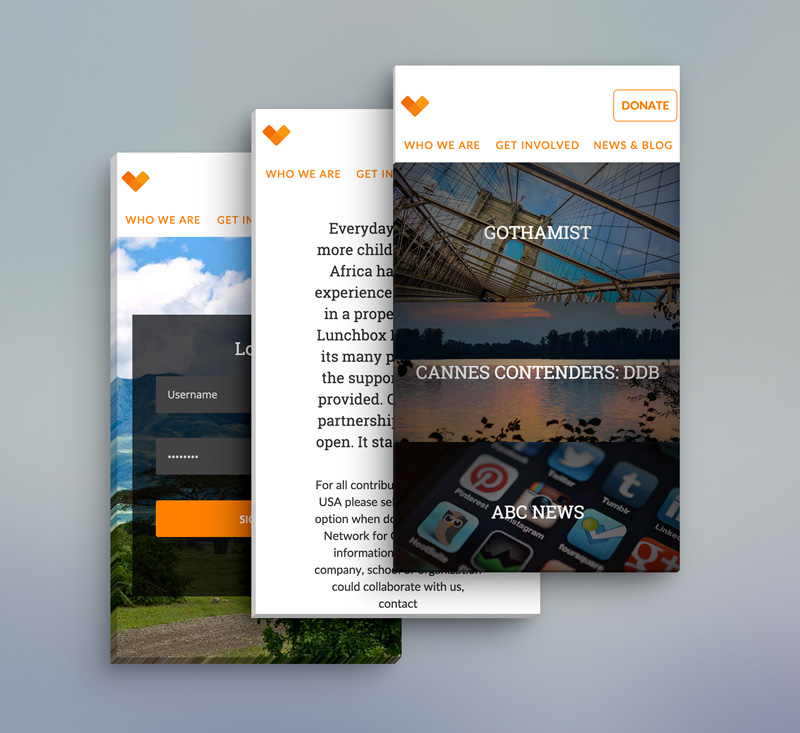 WHO WE ARE GET IN
Lo
Username
SIG
WHO WE ARE GET IN
Everyday
more child
Africa ha
experience
in a prope
Lunchbox
its many p
the suppor
provided. 
partnership
open. It sta
For all contribu
USA please sel
option when do
Network for
information
company, school or organization
could collaborate with us,
contact
DONATE
WHO WE ARE GET INVOLVED NEWS & BLOG
GOTHAMIST
CANNES CONTENDERS: DDB
ABC NEWS
Pinterest
Twitter
Tumblr
Linke
Instagram
HootSuite
foursquare